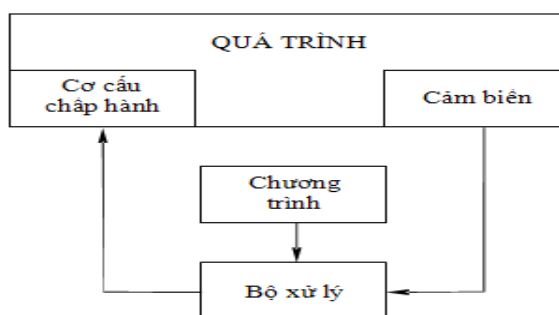 QUÁ TRÌNH
Cơ cấu
chấp hành
Cảm biến
Chương
trình
Bộ xử lý